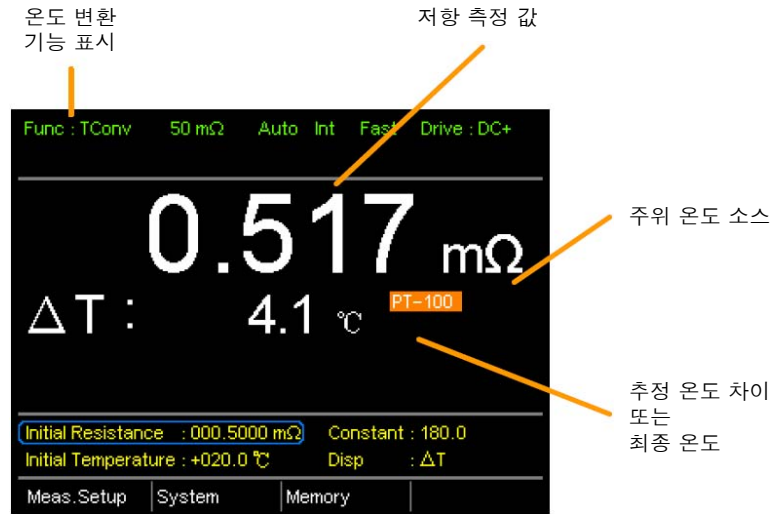 온도 변환
기능 표시
저항 측정 값
Func : TConv 50 mΩ Auto Int Fast Drive : DC+
0.517 mΩ
주위 온도 소스
△T : 4.1 ℃ PT-100
추정 온도 차이
또는
최종 온도
Initial Resistance : 000.5000 mΩ Constant : 180.0
Initial Temperature : +020.0 ℃ Disp : △T
Meas.Setup System Memory